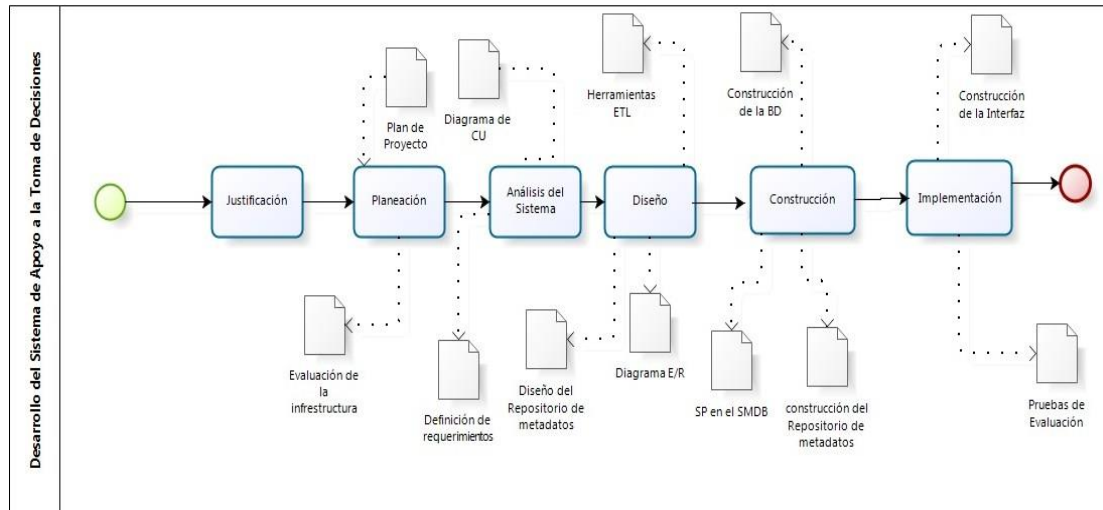 Desarrollo del Sistema de Apoyo a la Toma de Decisiones
Plan de
Proyecto
Diagrama de
CU
Herramientas
ETL
Construcción
de la BD
Construcción
de la Interfaz
Justificación
Planeación
Análisis del
Sistema
Diseño
Construcción
Implementación
Evaluación de
la
infrestructura
Definición de
requerimientos
Diseño del
Repositorio de
metadatos
Diagrama E/R
SP en el SMDB
construcción del
Repositorio de
metadatos
Pruebas de
Evaluación